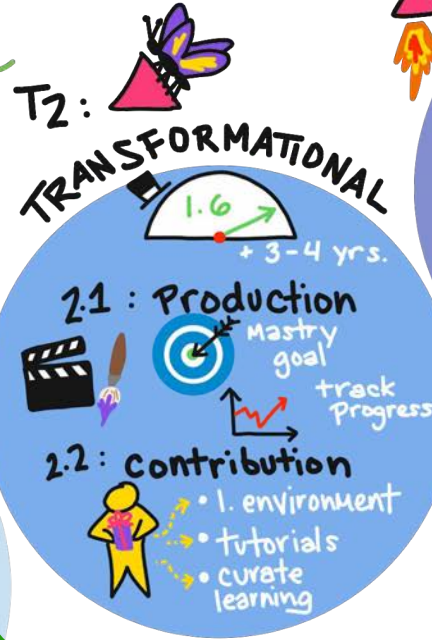 T2:
TRANSFORMATIONAL
1.6
+ 3-4 yrs.
2.1: Production
Mastry
goal
track
Progress
2.2: Contribution
• 1. environment
• tutorials
• curate
learning